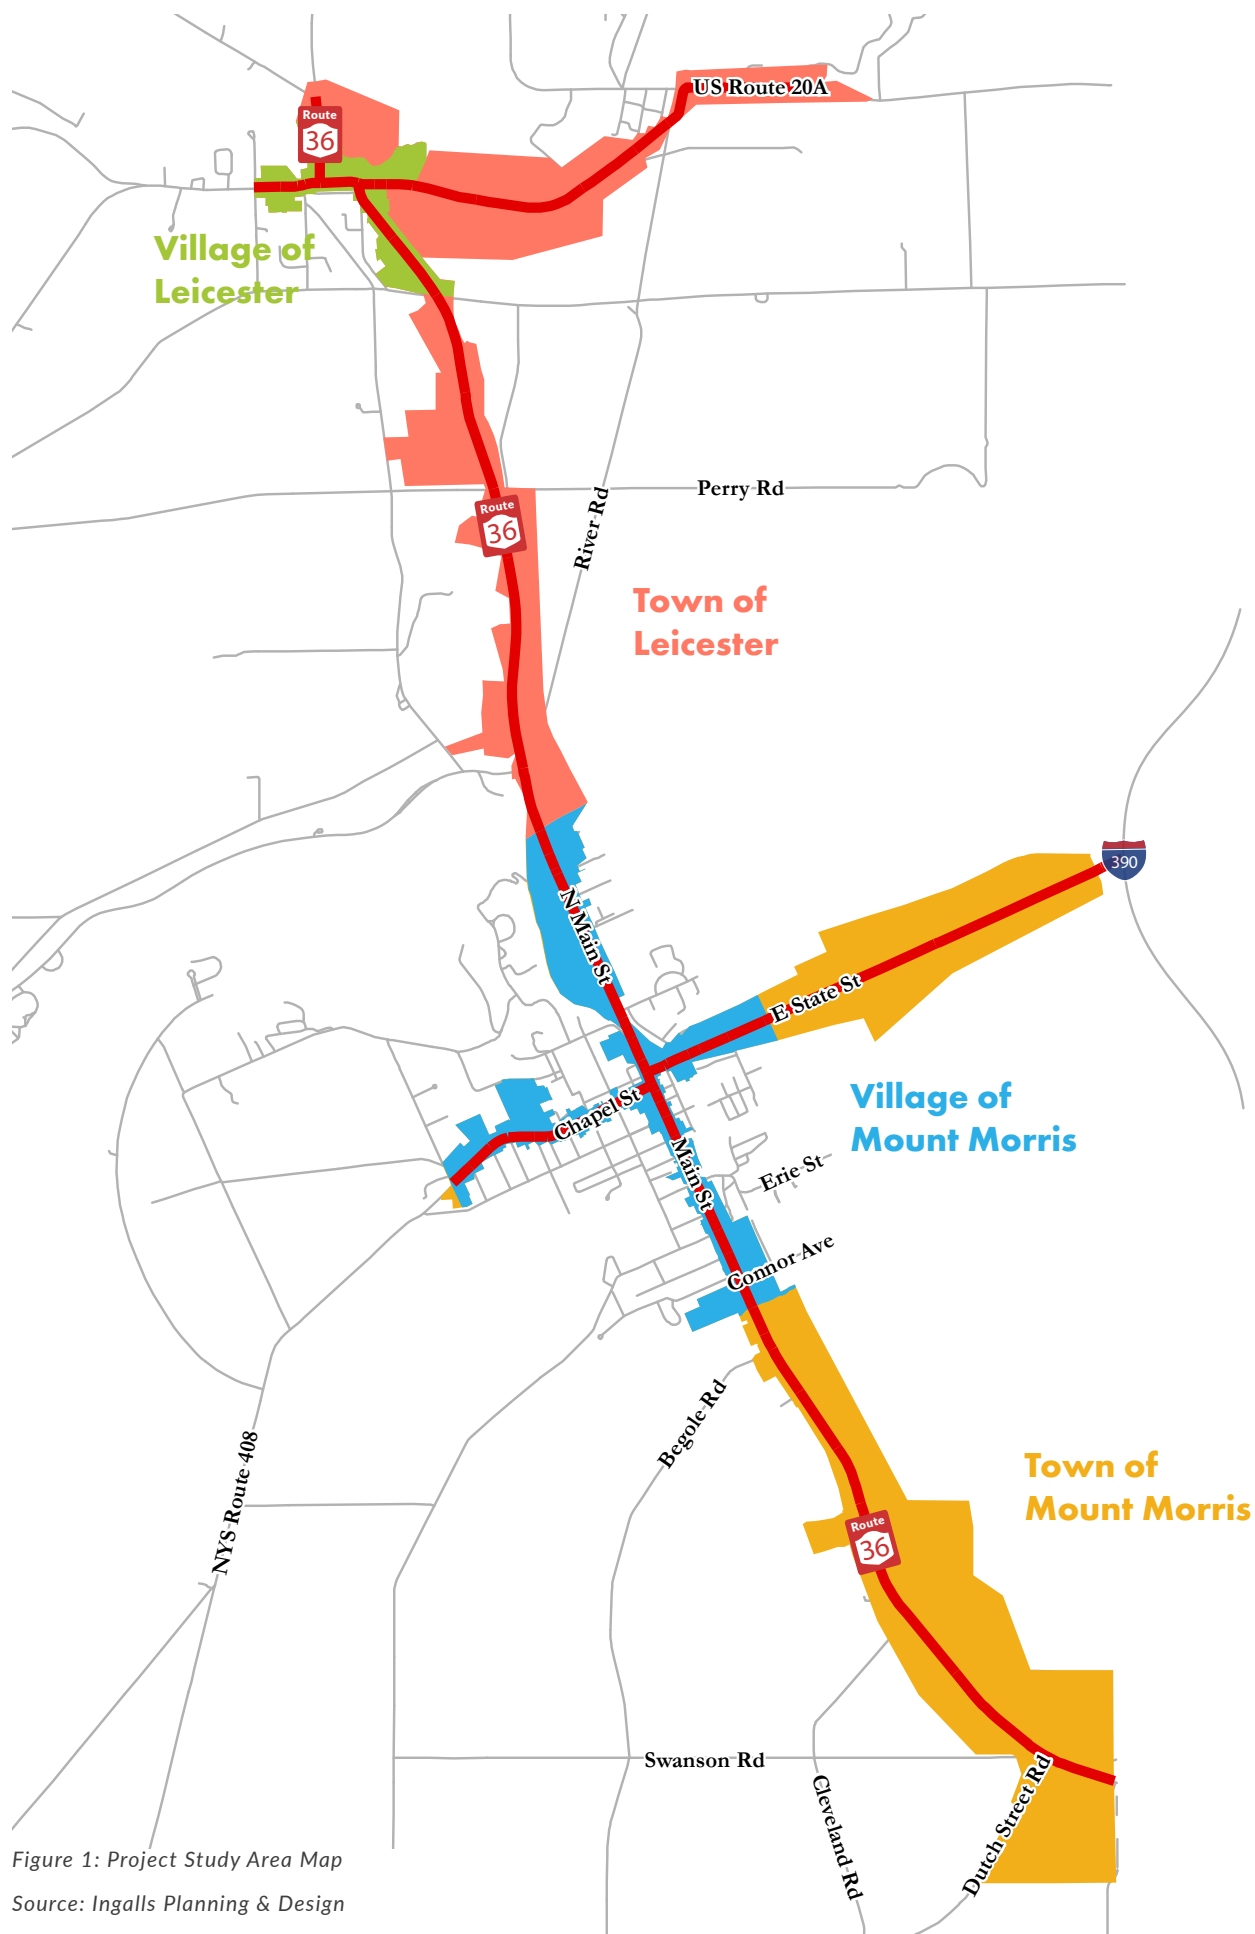 US Route 20A
Route
36
Village of
Leicester
Perry Rd
River Rd
Route
36
Town of
Leicester
390
N Main St
E State St
Village of
Mount Morris
Chapel St
Main St
Erie St
Connor Ave
Begole Rd
NYS Route 408
Town of
Mount Morris
Route
36
Swanson Rd
Cleveland Rd
Dutch Street Rd
Figure 1: Project Study Area Map
Source: Ingalls Planning & Design